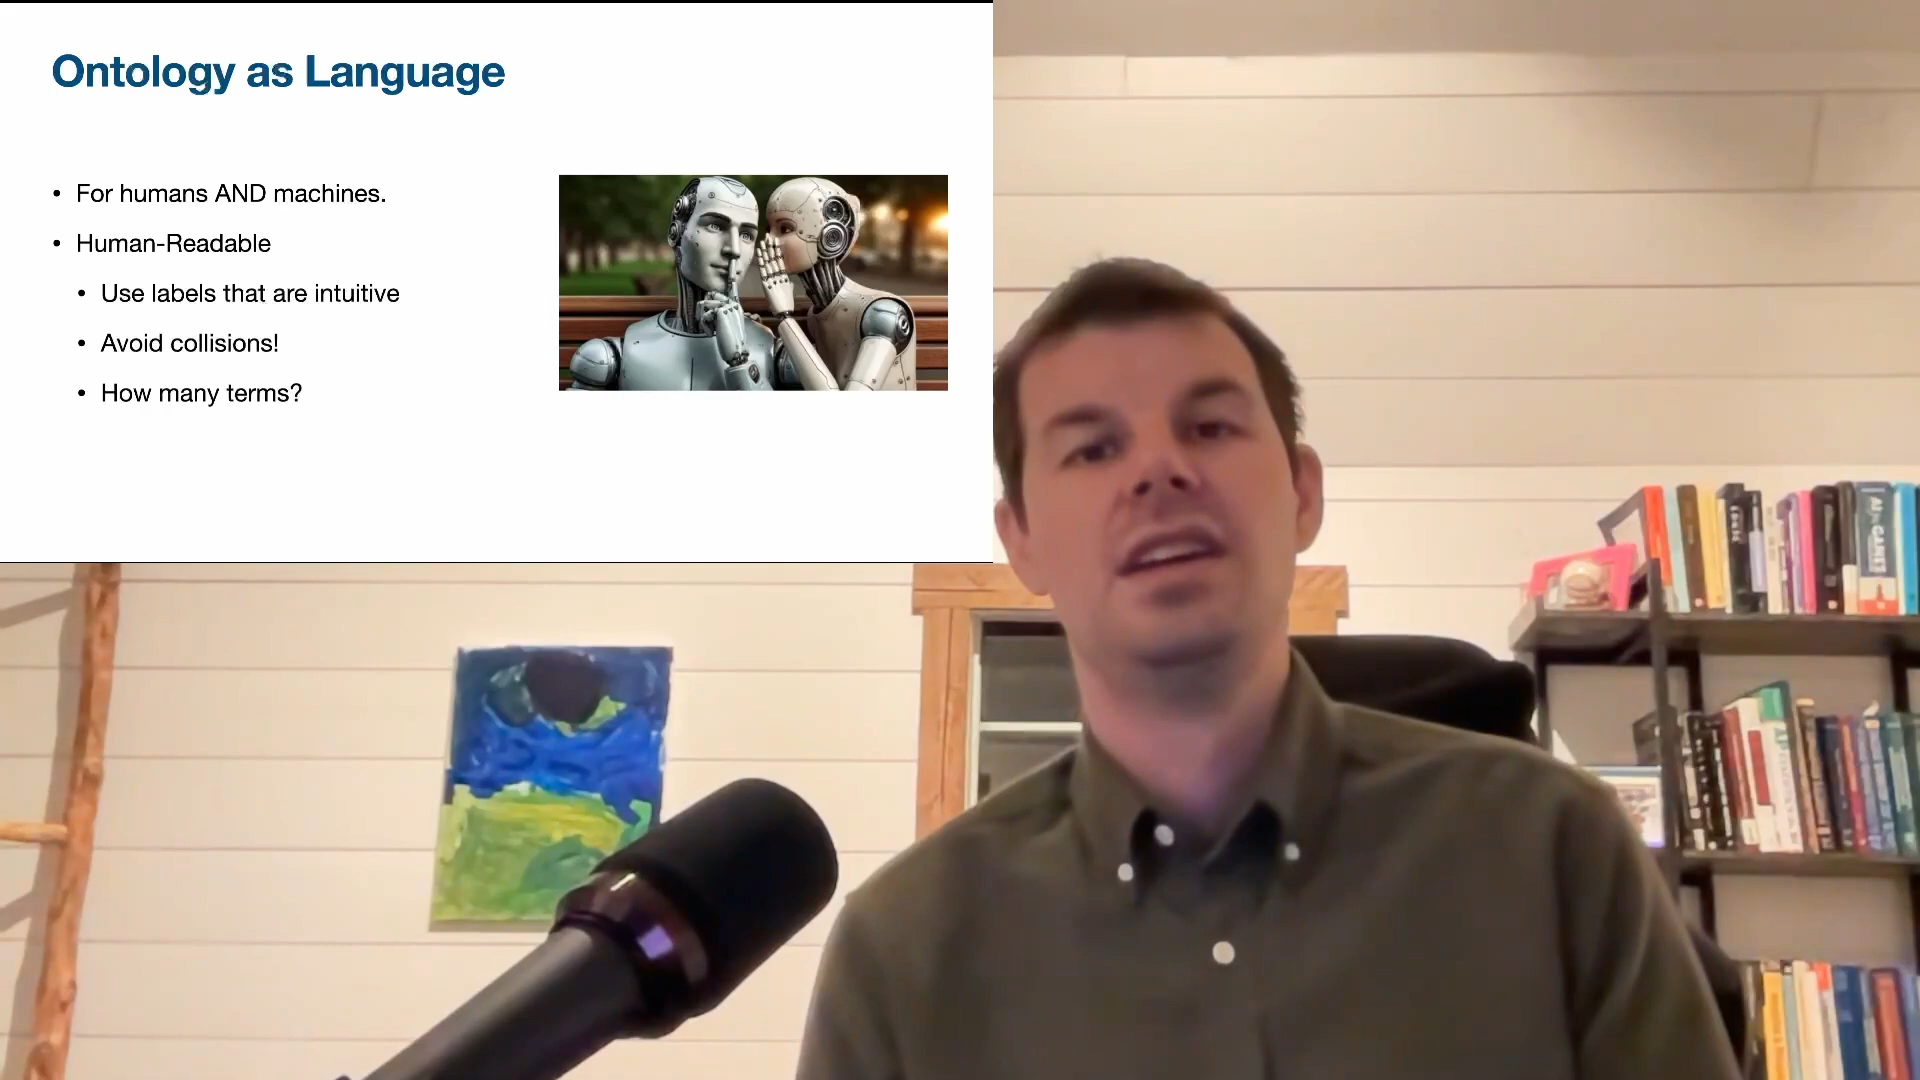 Ontology as Language
• For humans AND machines.
• Human-Readable
• Use labels that are intuitive
• Avoid collisions!
• How many terms?